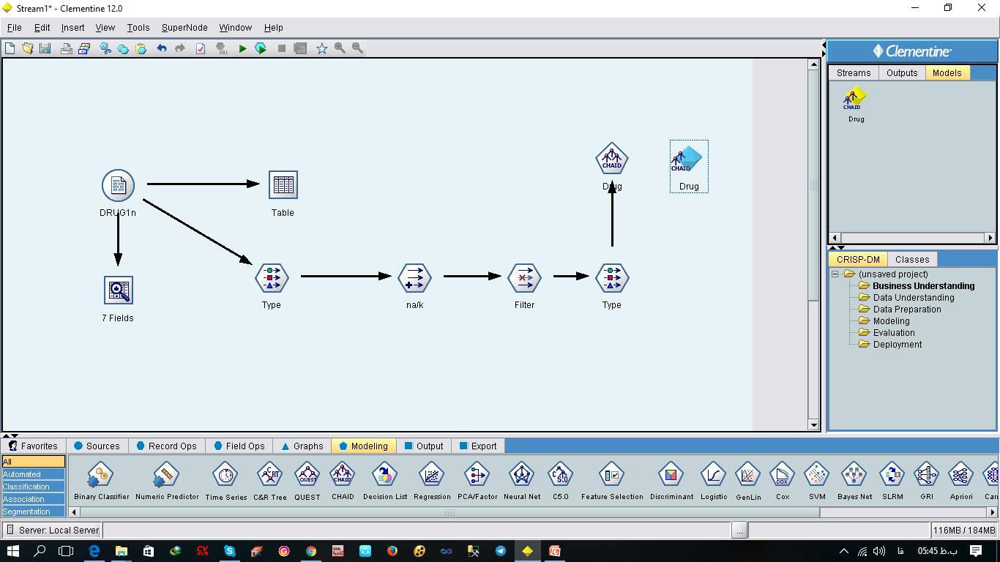 Stream1* - Clementine 12.0
File Edit Insert View Tools SuperNode Window Help
SQL
Clementine
Streams Outputs Models
CHAID
Drug
CHAID
Drug
CHAID
Drug
DRUG1n
Table
Type
na/k
Filter
Type
7 Fields
CRISP-DM Classes
(unsaved project)
Business Understanding
Data Understanding
Data Preparation
Modeling
Evaluation
Deployment
Favorites Sources Record Ops Field Ops Graphs Modeling Output Export
All
Automated
Classification
Association
Segmentation
C RT QUEST CHAID C5.0 COX
Binary Classifier Numeric Predictor Time Series C&R Tree QUEST CHAID Decision List Regression PCA/Factor Neural Net C5.0 Feature Selection Discriminant Logistic GenLin Cox SVM Bayes Net SLRM GRI Apriori Carr
Server: Local Server ... 116MB / 184MB
CV AVR
فا 05:45 ب.ظ